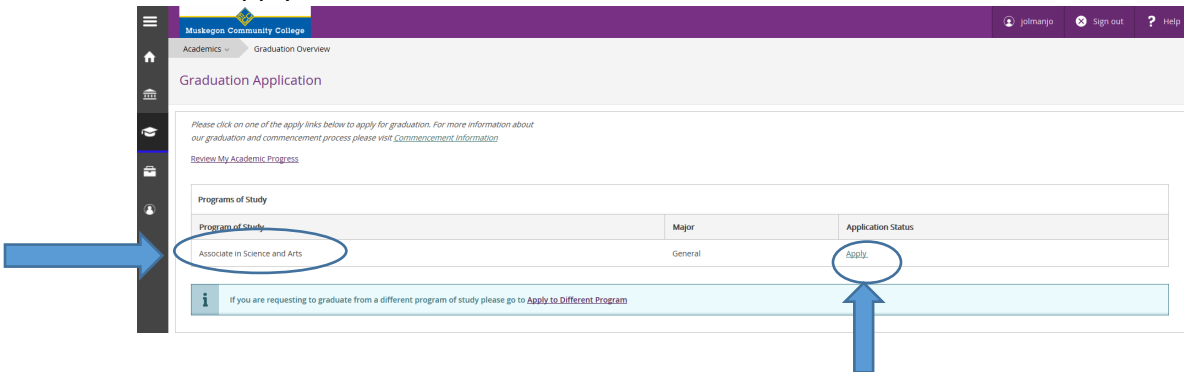 Muskegon Community College
jolmanjo
Sign out
? Help
Academics
Graduation Overview
Graduation Application
Please click on one of the apply links below to apply for graduation. For more information about
our graduation and commencement process please visit Commencement Information
Review My Academic Progress
Programs of Study
Program of Study Major Application Status
Associate in Science and Arts General Apply
i If you are requesting to graduate from a different program of study please go to Apply to Different Program